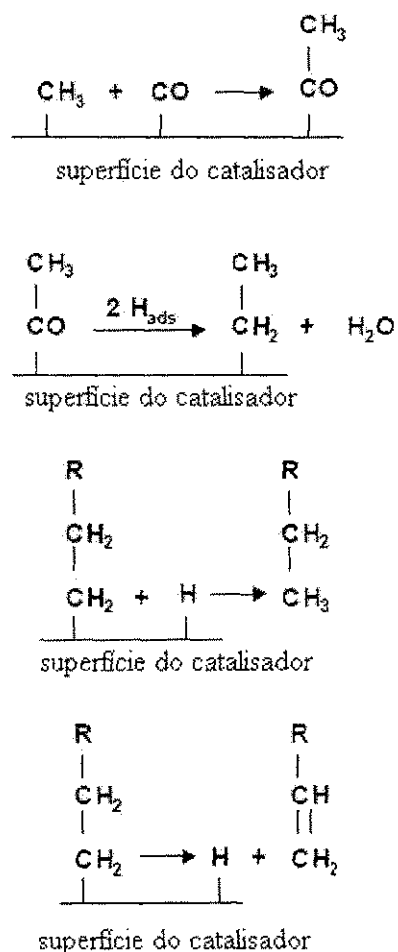 CH₃
CH₃ + CO → CO
superfície do catalisador
CH₃ CH₃
CO 2 H_ads → CH₂ + H₂O
superfície do catalisador
R R
CH₂ CH₂
CH₂ + H → CH₃
superfície do catalisador
R R
CH₂ CH
CH₂ → H + CH₂
superfície do catalisador